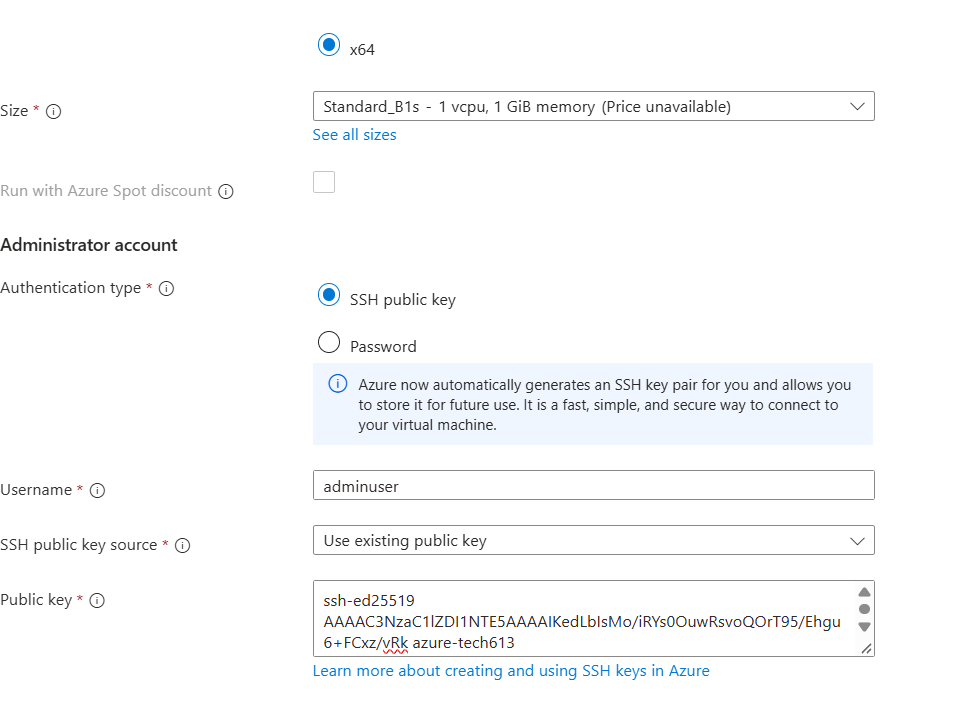 x64
Size *
Standard_B1s - 1 vcpu, 1 GiB memory (Price unavailable)
See all sizes
Run with Azure Spot discount
Administrator account
Authentication type *
SSH public key
Password
Azure now automatically generates an SSH key pair for you and allows you
to store it for future use. It is a fast, simple, and secure way to connect to
your virtual machine.
Username *
adminuser
SSH public key source *
Use existing public key
Public key *
ssh-ed25519
AAAAC3NzaC1lZDI1NTE5AAAAIKedLbIsMo/iRYs0OuwRsvoQOrT95/Ehgu
6+FCxz/vRk azure-tech613
Learn more about creating and using SSH keys in Azure